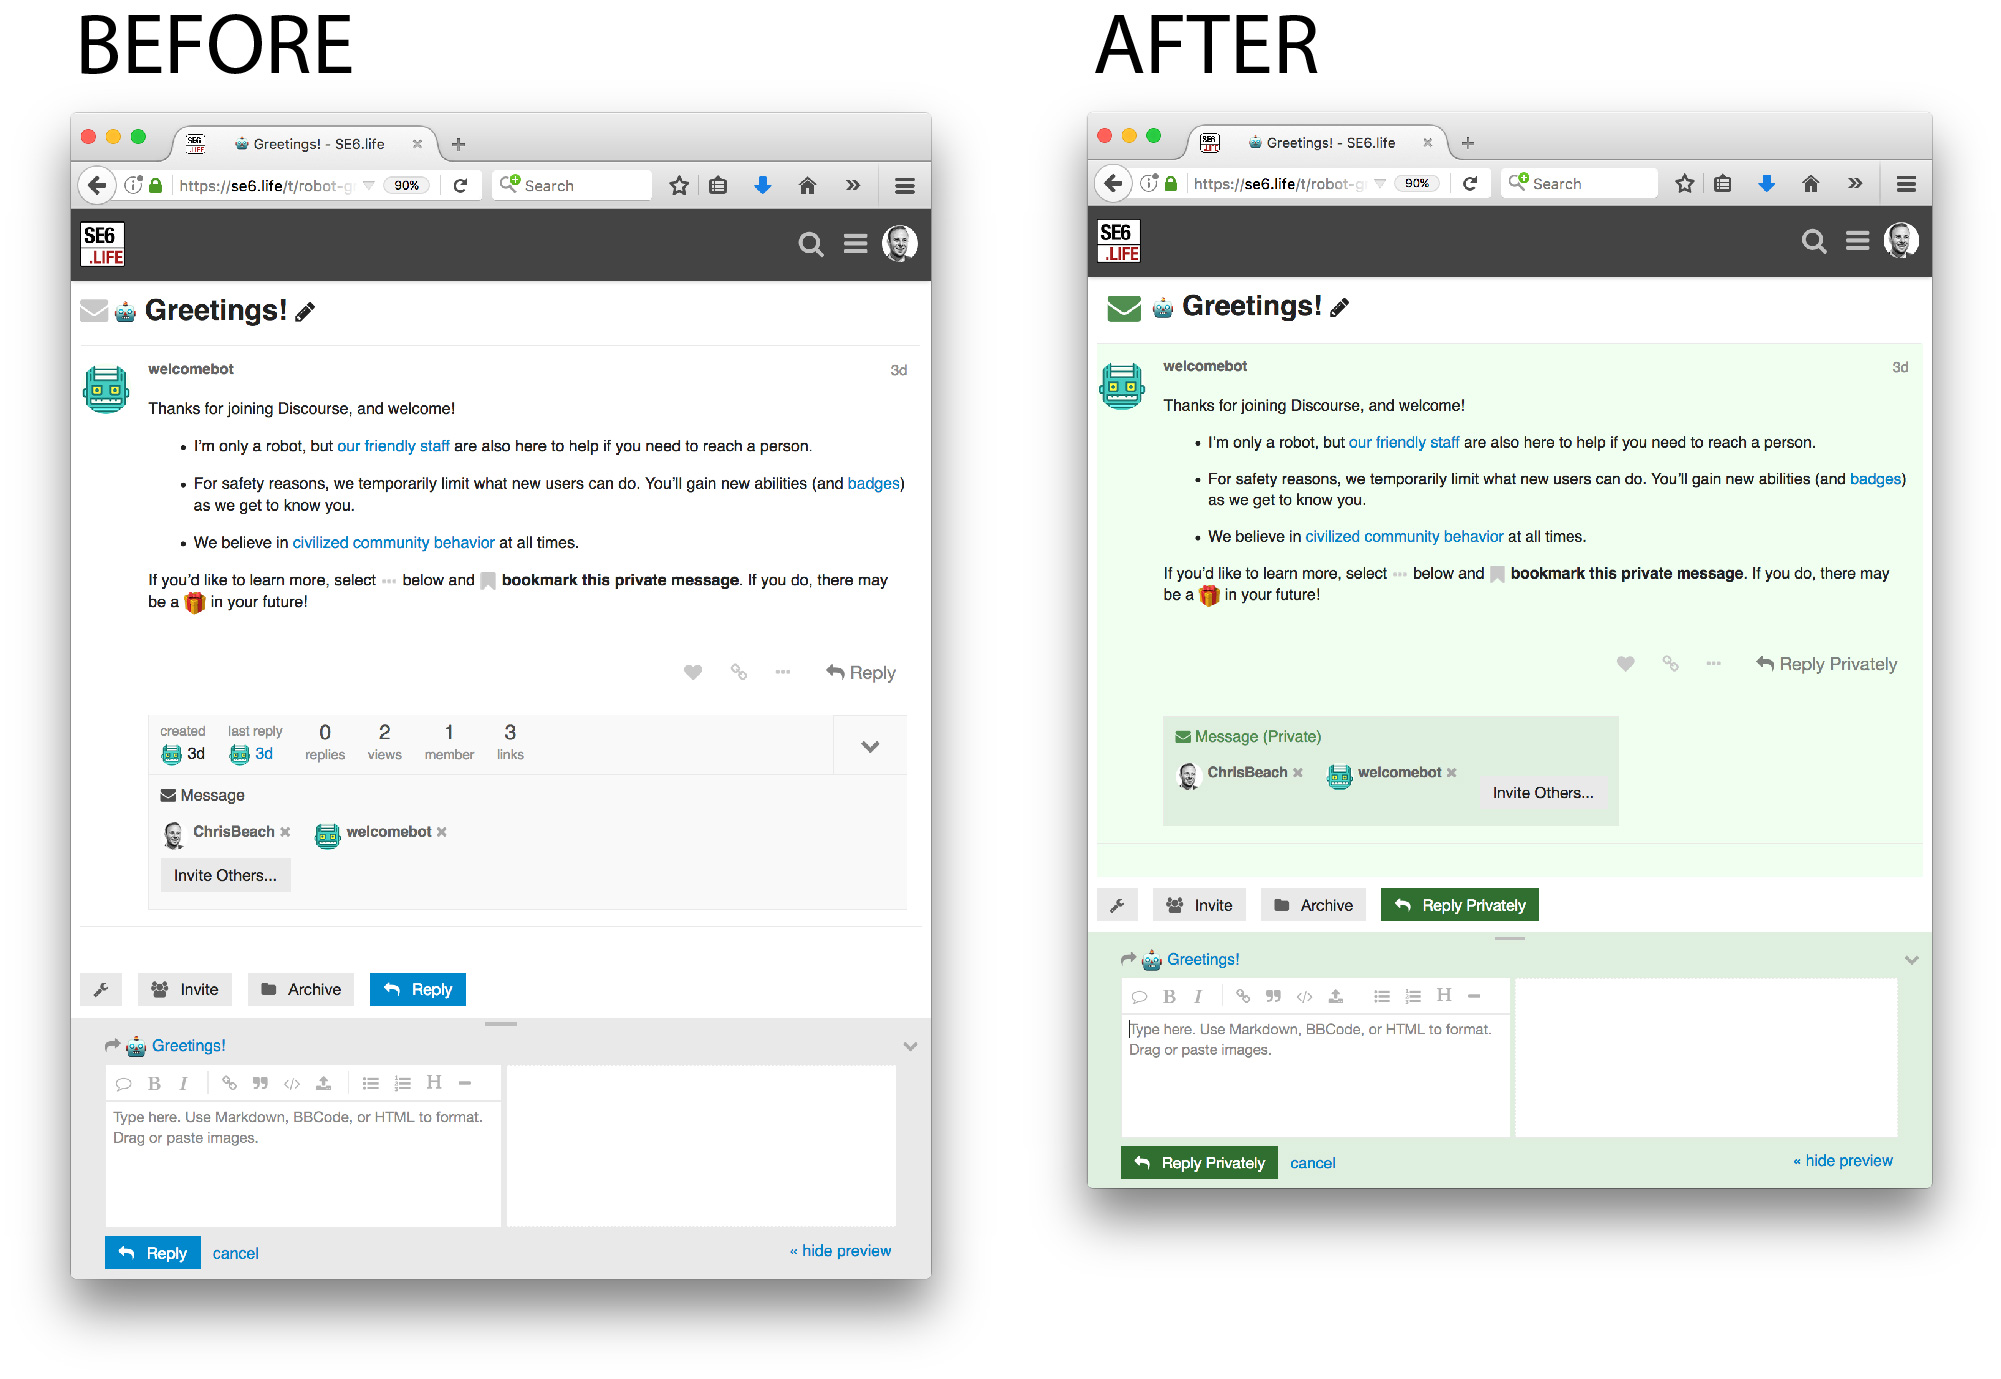 BEFORE
SE6
.LIFE
Greetings! - SE6.life
https://se6.life/t/robot-g
90%
Search
SE6
.LIFE
Greetings!
welcomebot
3d
Thanks for joining Discourse, and welcome!
• I'm only a robot, but our friendly staff are also here to help if you need to reach a person.
• For safety reasons, we temporarily limit what new users can do. You'll gain new abilities (and badges)
as we get to know you.
• We believe in civilized community behavior at all times.
If you'd like to learn more, select ··· below and bookmark this private message. If you do, there may
be a in your future!
Reply
created
last reply
0
2
1
3
3d
3d
replies
views
member
links
Message
ChrisBeach ×
welcomebot ×
Invite Others...
Invite
Archive
Reply
Greetings!
B I </> H
Type here. Use Markdown, BBCode, or HTML to format.
Drag or paste images.
Reply
cancel
« hide preview
AFTER
SE6
.LIFE
Greetings! - SE6.life
https://se6.life/t/robot-g
90%
Search
SE6
.LIFE
Greetings!
welcomebot
3d
Thanks for joining Discourse, and welcome!
• I'm only a robot, but our friendly staff are also here to help if you need to reach a person.
• For safety reasons, we temporarily limit what new users can do. You'll gain new abilities (and badges)
as we get to know you.
• We believe in civilized community behavior at all times.
If you'd like to learn more, select ··· below and bookmark this private message. If you do, there may
be a in your future!
Reply Privately
Message (Private)
ChrisBeach ×
welcomebot ×
Invite Others...
Invite
Archive
Reply Privately
Greetings!
B I </> H
Type here. Use Markdown, BBCode, or HTML to format.
Drag or paste images.
Reply Privately
cancel
« hide preview